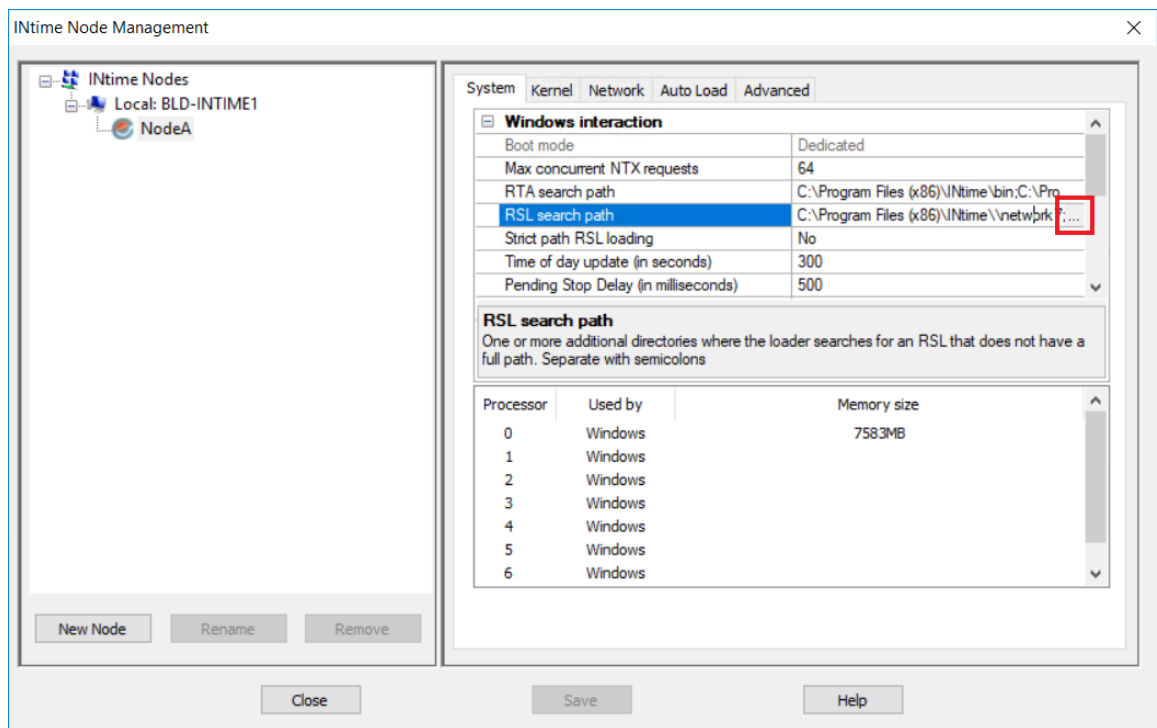 INtime Node Management
INtime Nodes
Local: BLD-INTIME1
NodeA
New Node Rename Remove
System Kernel Network Auto Load Advanced
Windows interaction
Boot mode Dedicated
Max concurrent NTX requests 64
RTA search path C:\Program Files (x86)\INtime\bin;C:\Pro
RSL search path C:\Program Files (x86)\INtime\\network7;...
Strict path RSL loading No
Time of day update (in seconds) 300
Pending Stop Delay (in milliseconds) 500
RSL search path
One or more additional directories where the loader searches for an RSL that does not have a
full path. Separate with semicolons
Processor Used by Memory size
0 Windows 7583MB
1 Windows
2 Windows
3 Windows
4 Windows
5 Windows
6 Windows
Close Save Help